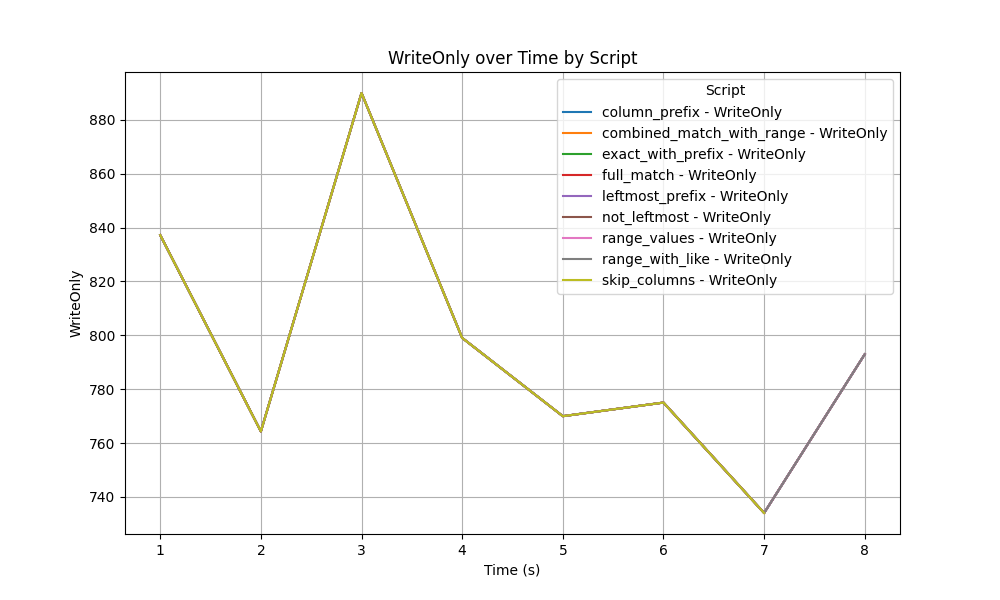 WriteOnly over Time by Script
Script
column_prefix - WriteOnly
combined_match_with_range - WriteOnly
exact_with_prefix - WriteOnly
full_match - WriteOnly
leftmost_prefix - WriteOnly
not_leftmost - WriteOnly
range_values - WriteOnly
range_with_like - WriteOnly
skip_columns - WriteOnly
WriteOnly
880
860
840
820
800
780
760
740
1 2 3 4 5 6 7 8
Time (s)